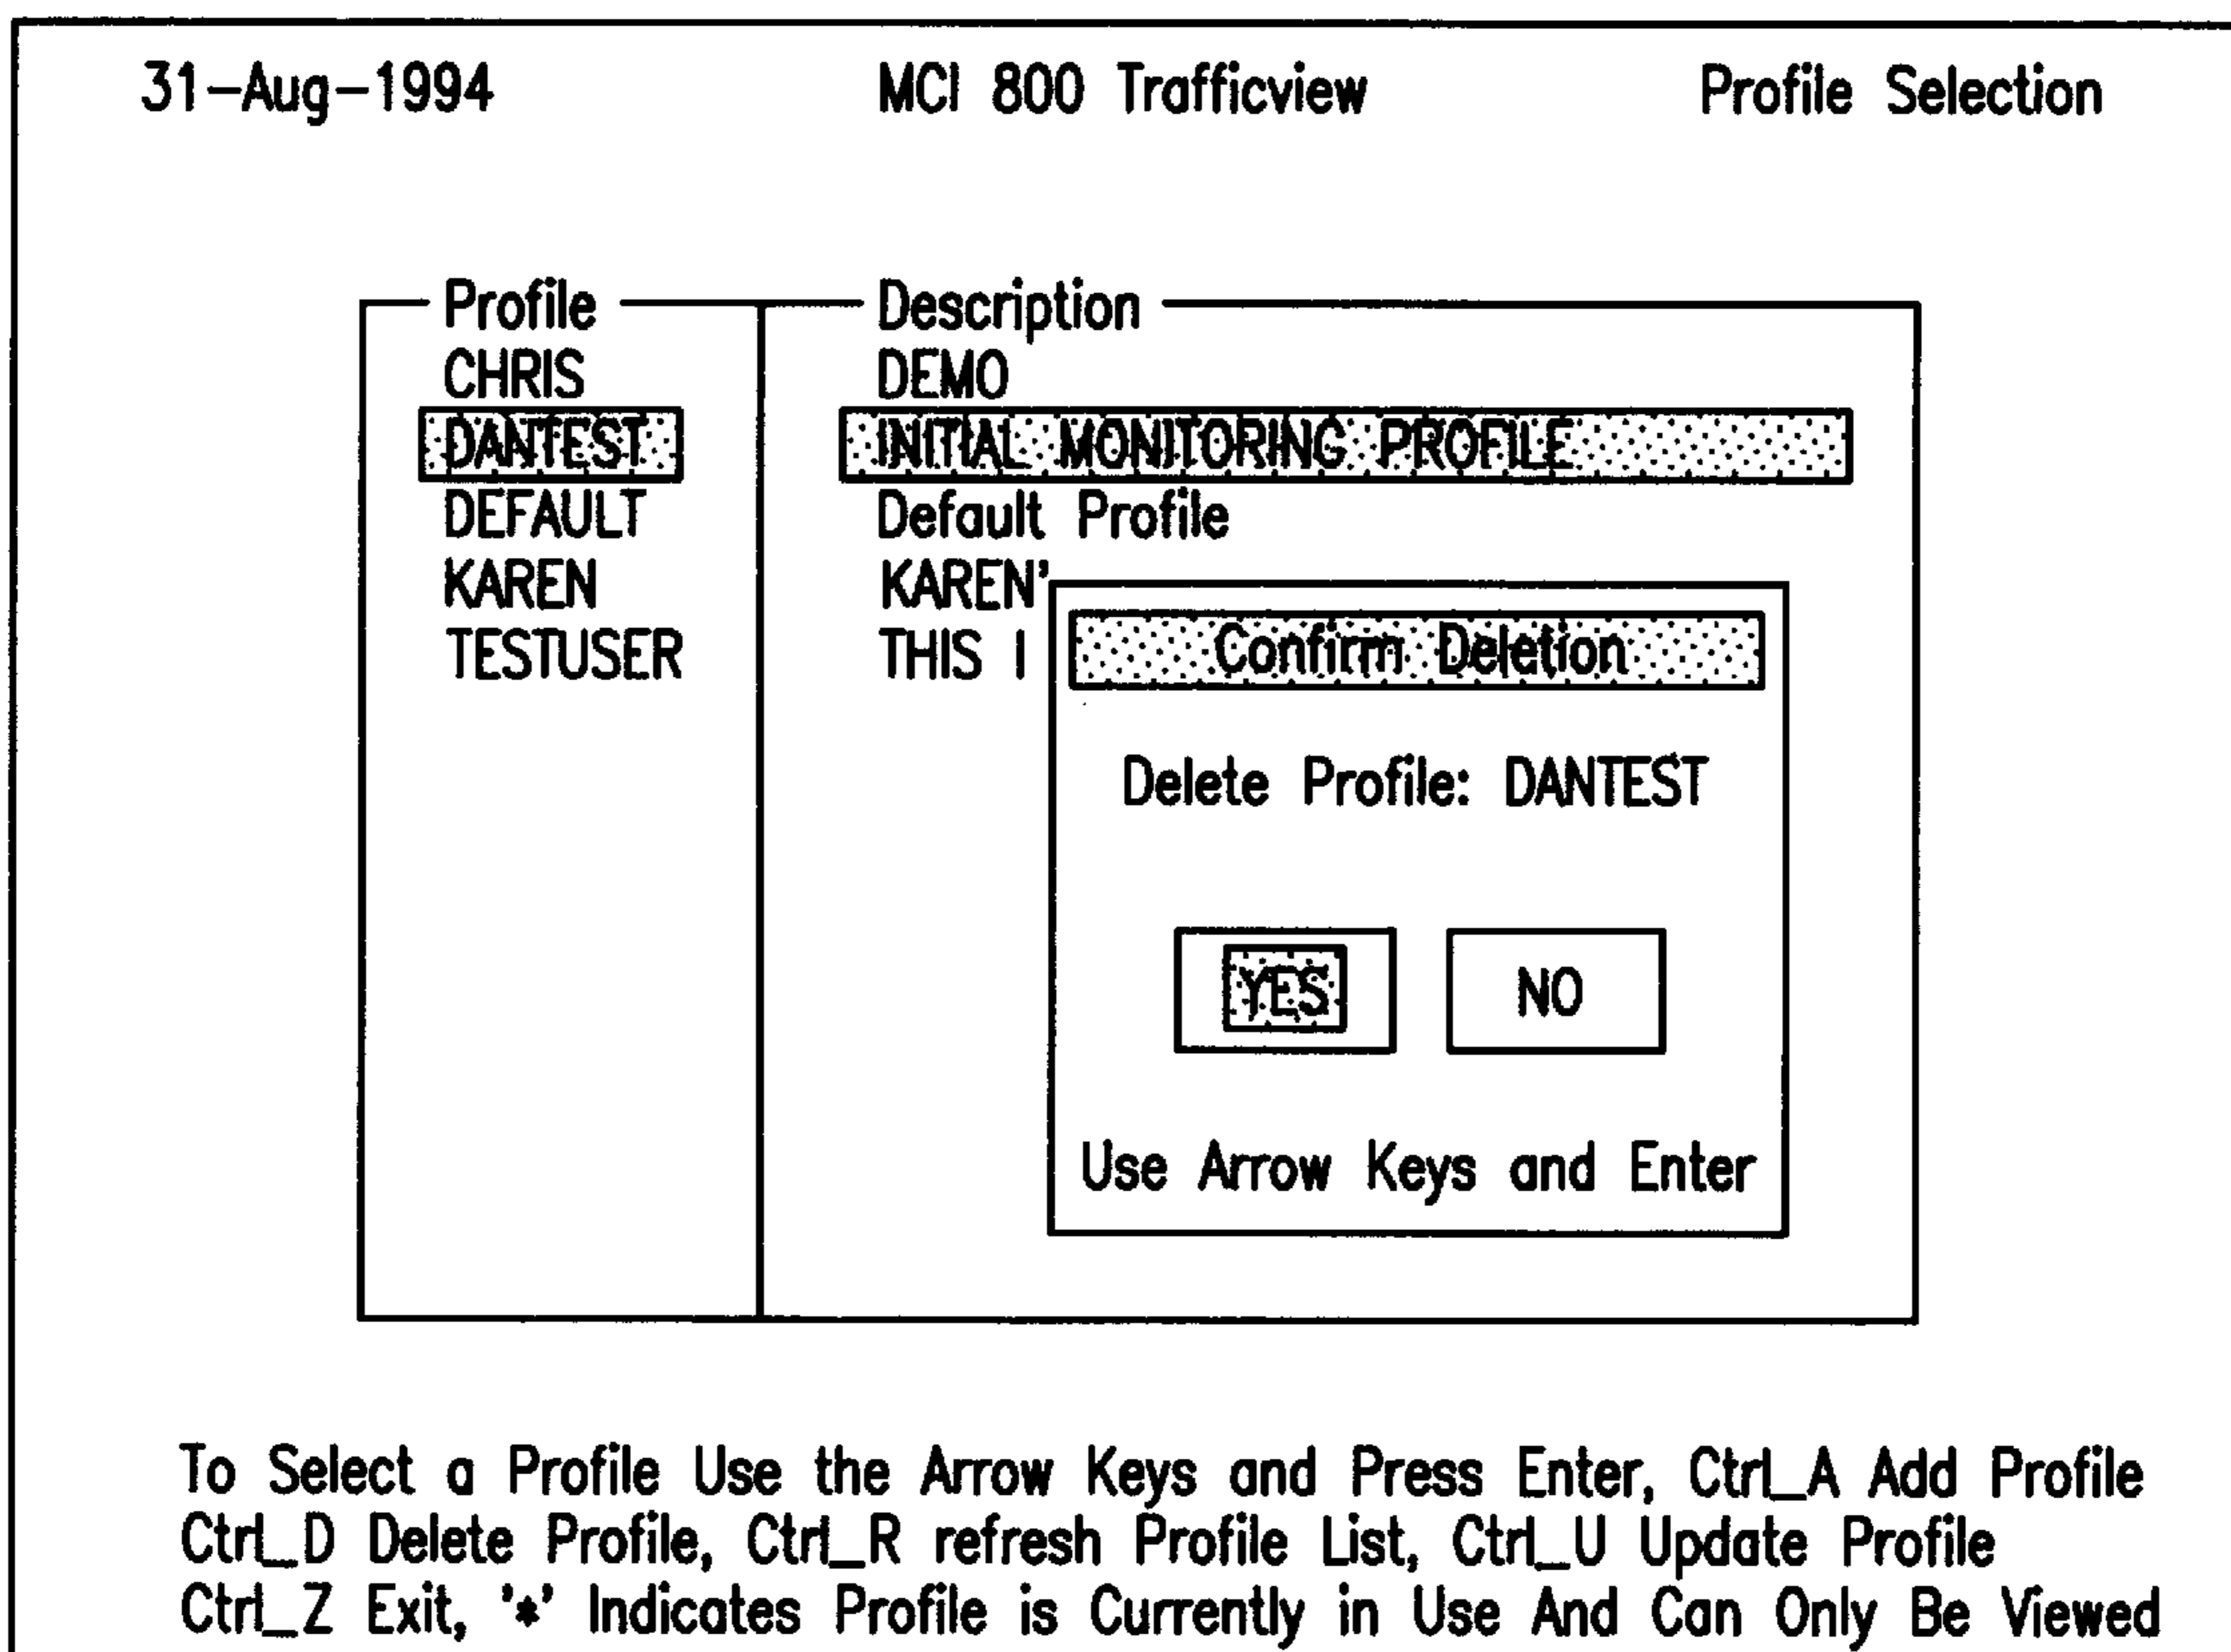 31-Aug-1994 MCI 800 Trafficview Profile Selection
Profile Description
CHRIS DEMO
DANTEST INITIAL MONITORING PROFILE
DEFAULT Default Profile
KAREN KAREN'
TESTUSER THIS I
Confirm Deletion
Delete Profile: DANTEST
YES NO
Use Arrow Keys and Enter
To Select a Profile Use the Arrow Keys and Press Enter, Ctrl_A Add Profile
Ctrl_D Delete Profile, Ctrl_R refresh Profile List, Ctrl_U Update Profile
Ctrl_Z Exit, '*' Indicates Profile is Currently in Use And Can Only Be Viewed